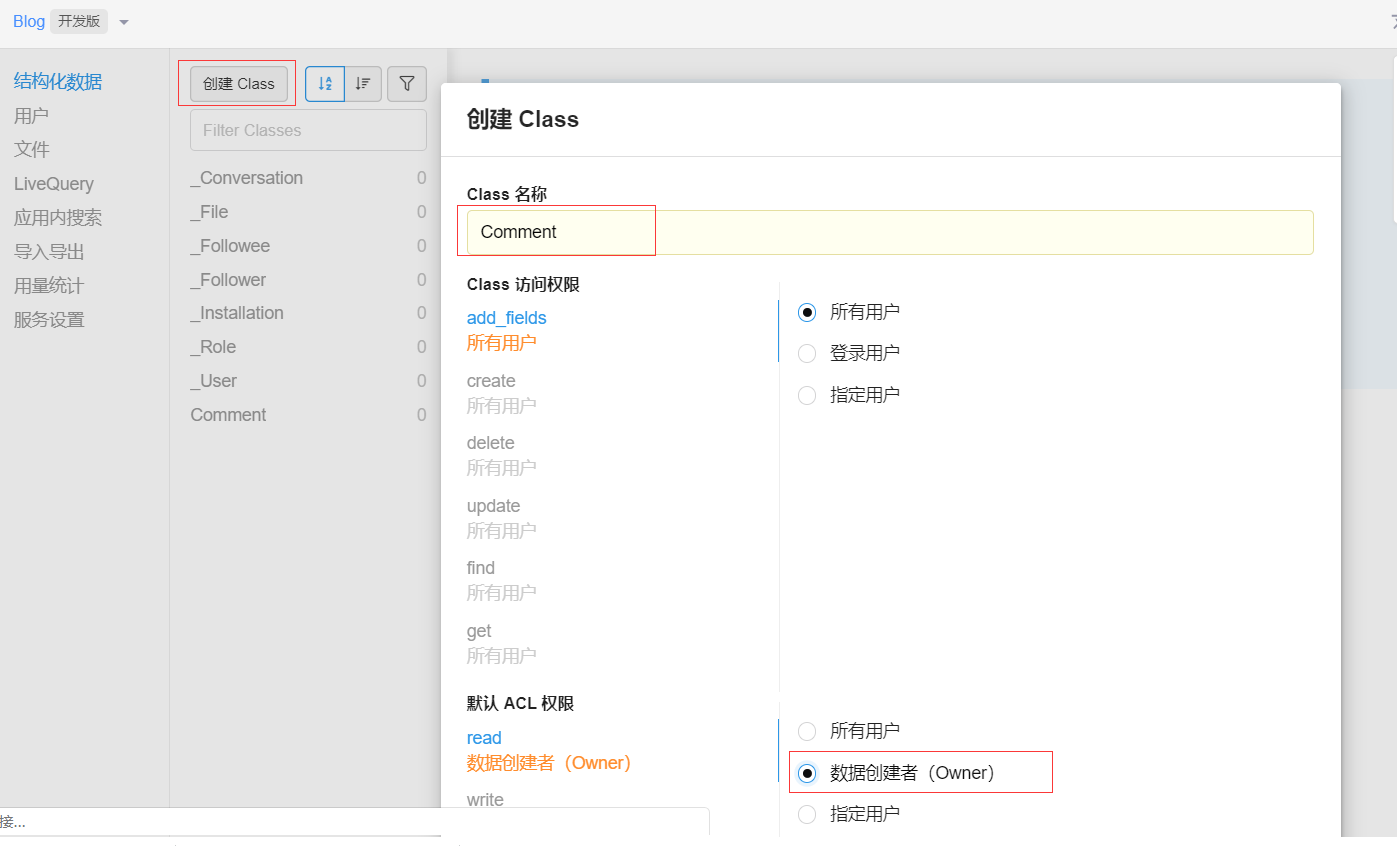 Blog 开发版
结构化数据
用户
文件
LiveQuery
应用内搜索
导入导出
用量统计
服务设置
创建 Class
Filter Classes
_Conversation 0
_File 0
_Followee 0
_Follower 0
_Installation 0
_Role 0
_User 0
Comment 0
创建 Class
Class 名称
Comment
Class 访问权限
add_fields
所有用户
create
所有用户
delete
所有用户
update
所有用户
find
所有用户
get
所有用户
所有用户
登录用户
指定用户
默认 ACL 权限
read
数据创建者（Owner）
write
所有用户
数据创建者（Owner）
指定用户
接...